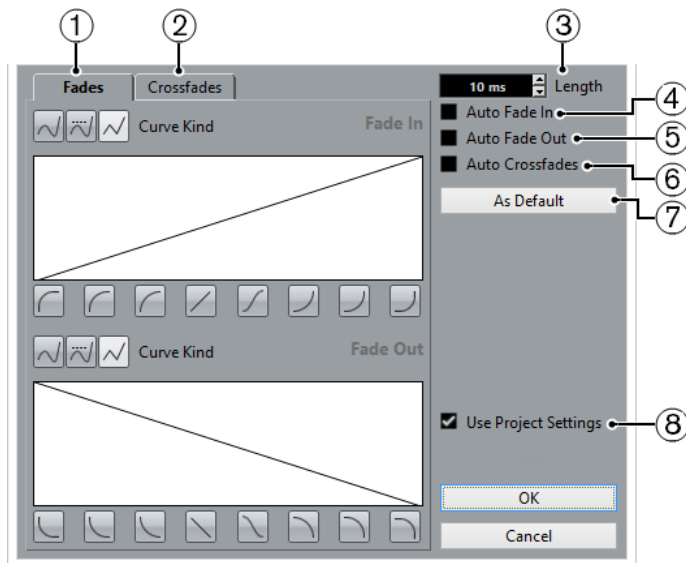 1
2
3
Fades
Crossfades
10 ms
Length
4
Curve Kind
Fade In
Auto Fade In
Auto Fade Out
5
Auto Crossfades
6
As Default
7
Curve Kind
Fade Out
Use Project Settings
8
OK
Cancel